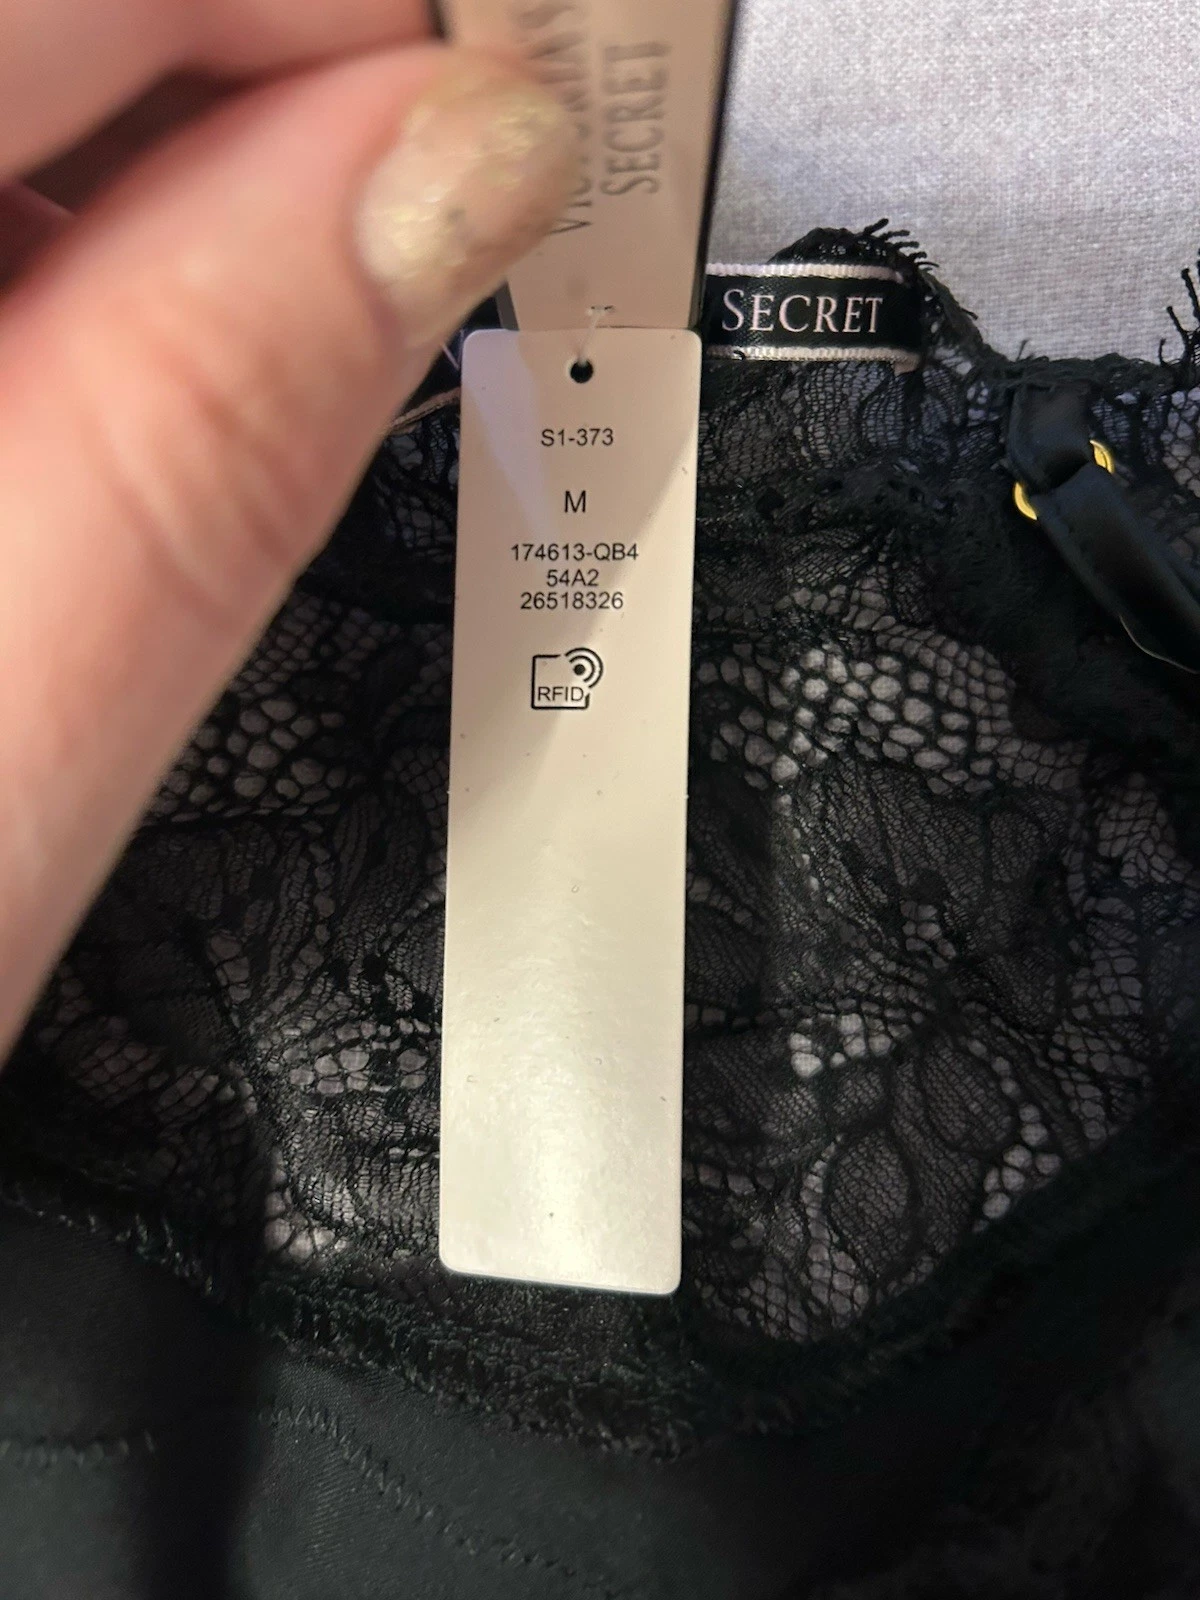 SECRET
SECRET
S1-373
M
174613-QB4
54A2
26518326
RFID